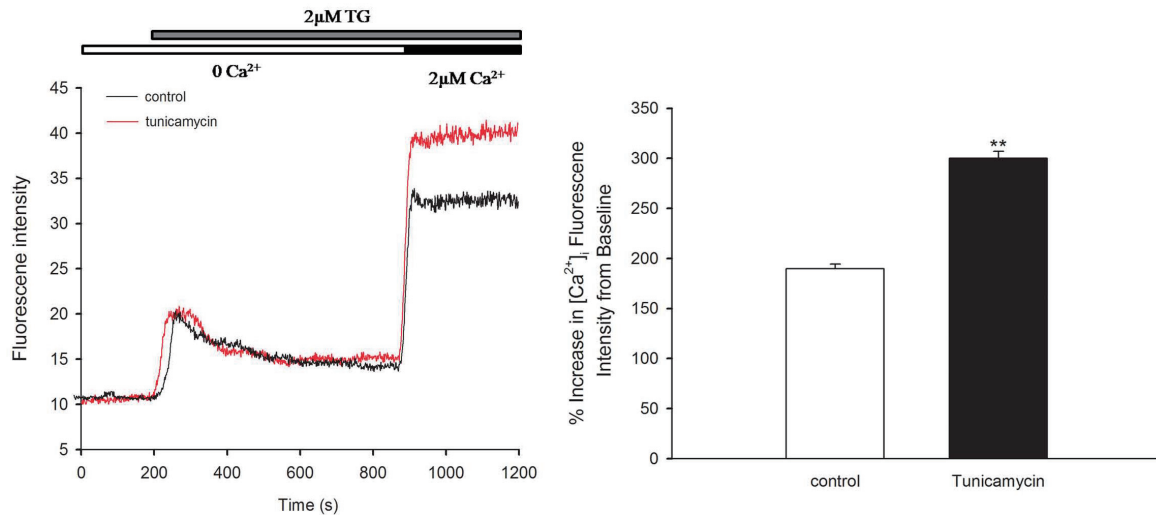 2μM TG
0 Ca²⁺
2μM Ca²⁺
45
40
35
30
25
20
15
10
5
control
tunicamycin
Fluorescene intensity
0 200 400 600 800 1000 1200
Time (s)
% Increase in [Ca²⁺]ᵢ Fluorescene
Intensity from Baseline
350
300
250
200
150
100
50
0
**
control Tunicamycin